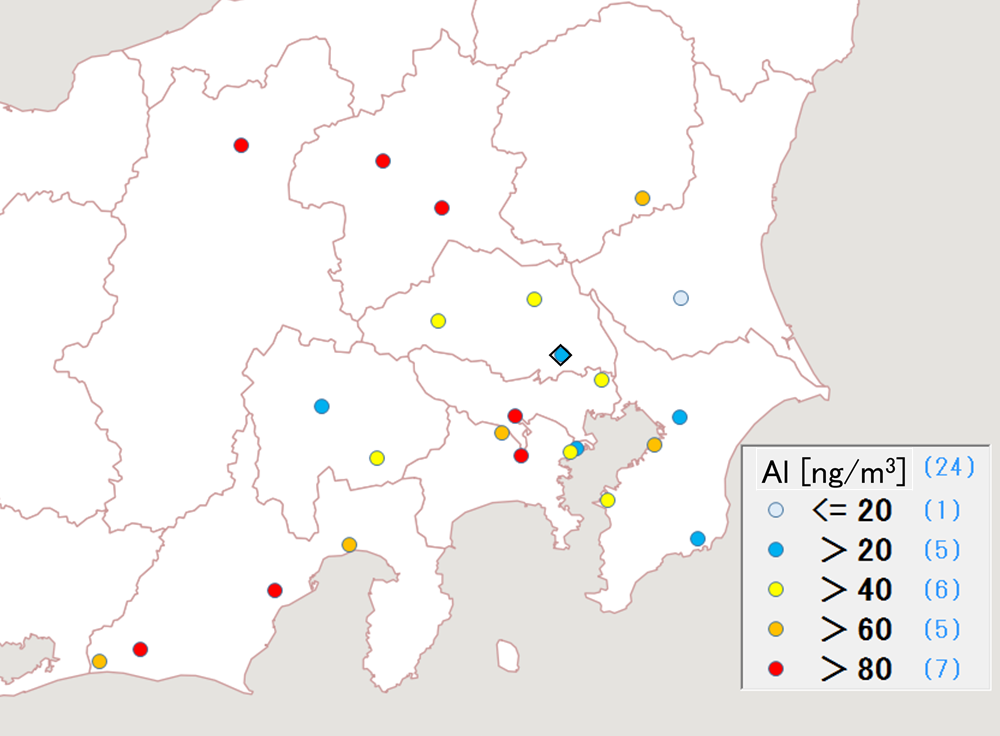 Al [ng/m³] (24)
<= 20 (1)
> 20 (5)
> 40 (6)
> 60 (5)
> 80 (7)